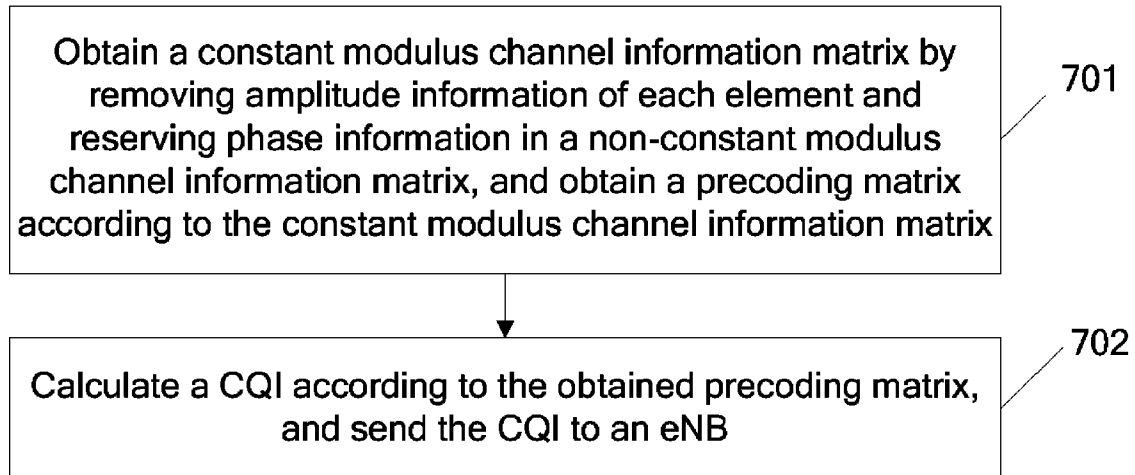 Obtain a constant modulus channel information matrix by
removing amplitude information of each element and
reserving phase information in a non-constant modulus
channel information matrix, and obtain a precoding matrix
according to the constant modulus channel information matrix
701
Calculate a CQI according to the obtained precoding matrix,
and send the CQI to an eNB
702